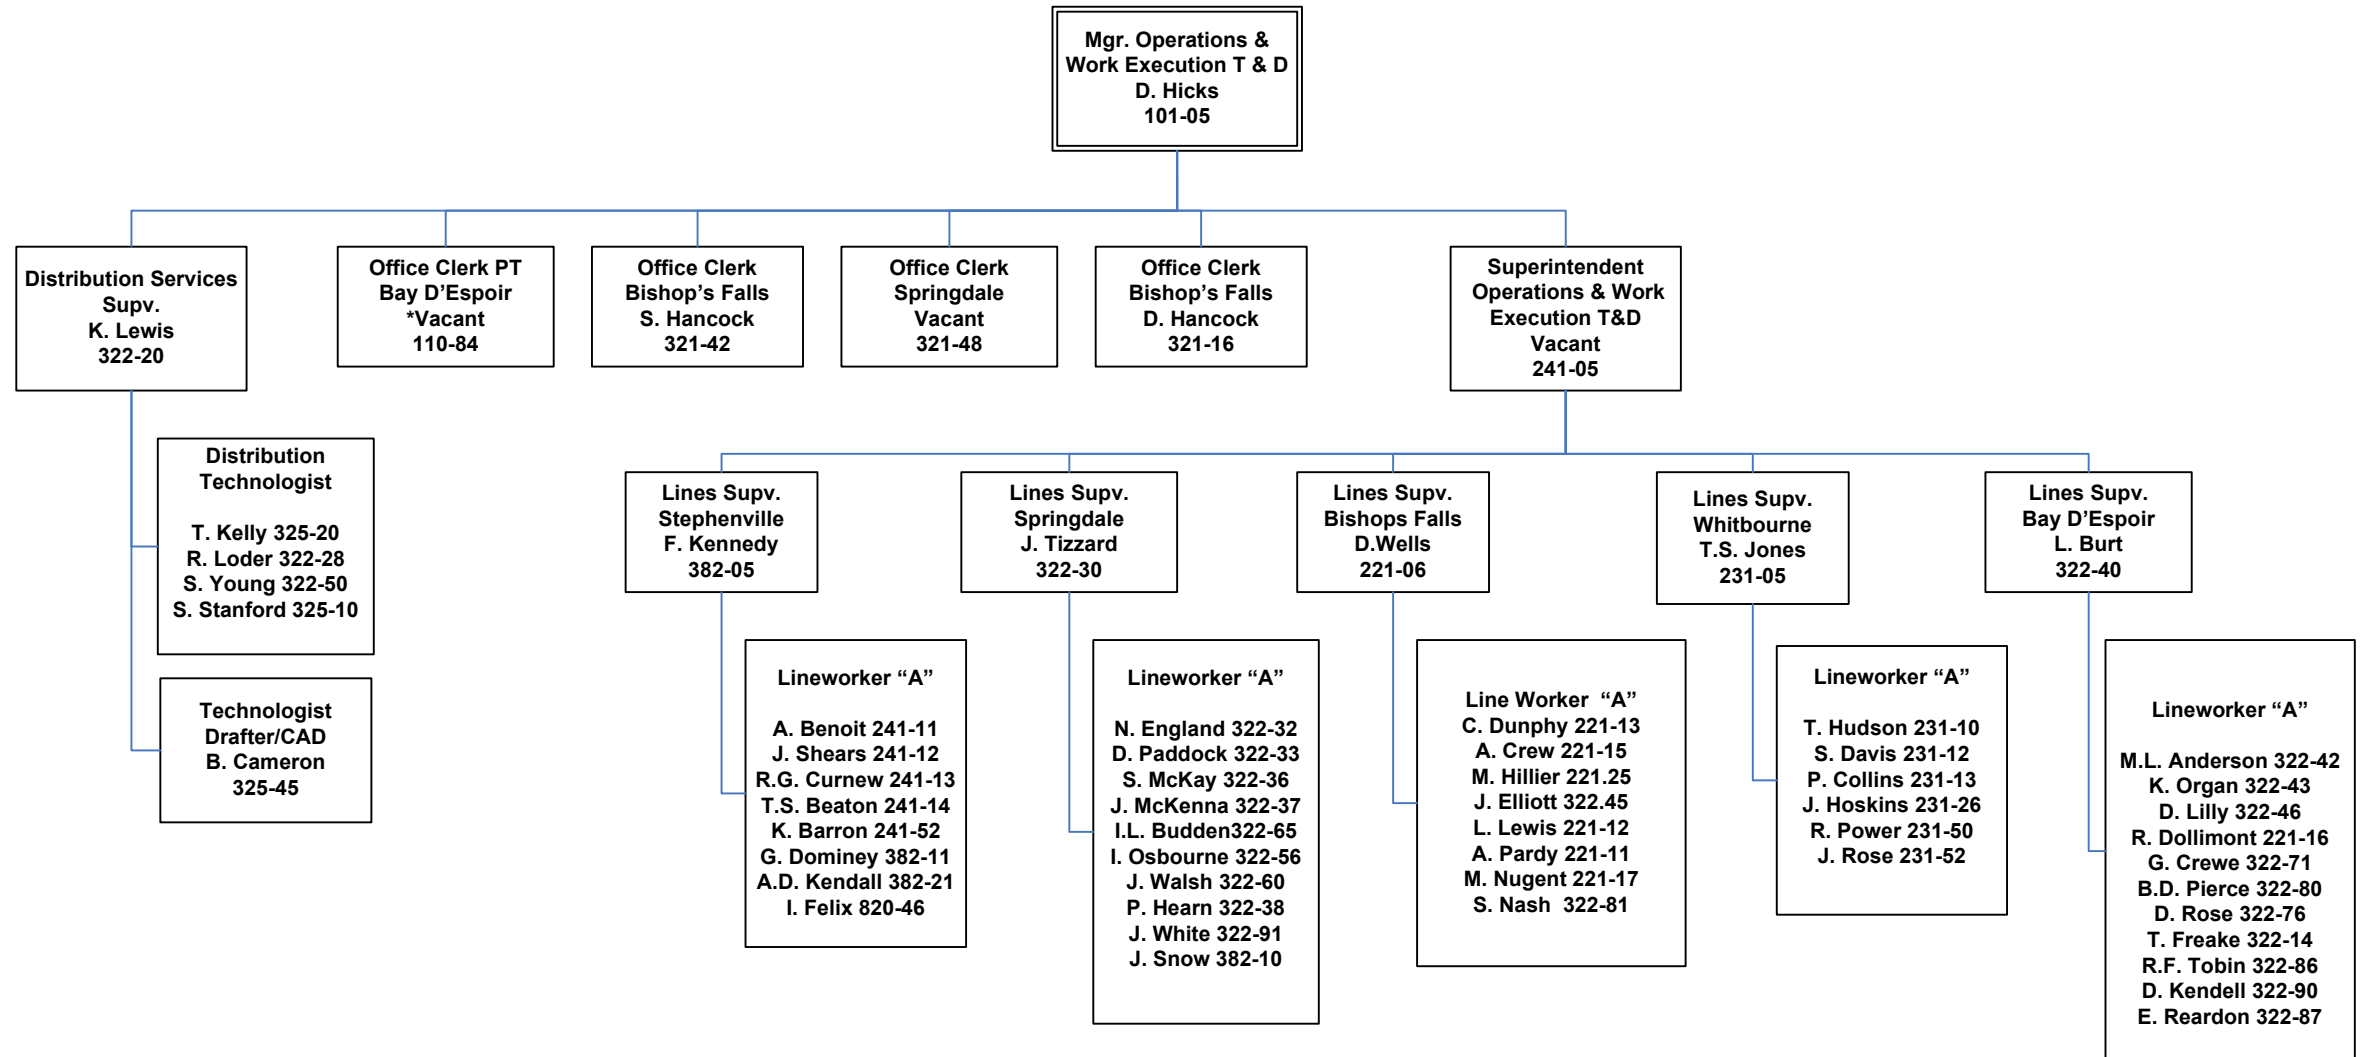 Mgr. Operations &
Work Execution T & D
D. Hicks
101-05
Distribution Services
Supv.
K. Lewis
322-20
Office Clerk PT
Bay D’Espoir
*Vacant
110-84
Office Clerk
Bishop’s Falls
S. Hancock
321-42
Office Clerk
Springdale
Vacant
321-48
Office Clerk
Bishop’s Falls
D. Hancock
321-16
Superintendent
Operations & Work
Execution T&D
Vacant
241-05
Distribution
Technologist
T. Kelly 325-20
R. Loder 322-28
S. Young 322-50
S. Stanford 325-10
Technologist
Drafter/CAD
B. Cameron
325-45
Lines Supv.
Stephenville
F. Kennedy
382-05
Lines Supv.
Springdale
J. Tizzard
322-30
Lines Supv.
Bishops Falls
D.Wells
221-06
Lines Supv.
Whitbourne
T.S. Jones
231-05
Lines Supv.
Bay D’Espoir
L. Burt
322-40
Lineworker “A”
A. Benoit 241-11
J. Shears 241-12
R.G. Curnew 241-13
T.S. Beaton 241-14
K. Barron 241-52
G. Dominey 382-11
A.D. Kendall 382-21
I. Felix 820-46
Lineworker “A”
N. England 322-32
D. Paddock 322-33
S. McKay 322-36
J. McKenna 322-37
I.L. Budden322-65
I. Osbourne 322-56
J. Walsh 322-60
P. Hearn 322-38
J. White 322-91
J. Snow 382-10
Line Worker “A”
C. Dunphy 221-13
A. Crew 221-15
M. Hillier 221.25
J. Elliott 322.45
L. Lewis 221-12
A. Pardy 221-11
M. Nugent 221-17
S. Nash 322-81
Lineworker “A”
T. Hudson 231-10
S. Davis 231-12
P. Collins 231-13
J. Hoskins 231-26
R. Power 231-50
J. Rose 231-52
Lineworker “A”
M.L. Anderson 322-42
K. Organ 322-43
D. Lilly 322-46
R. Dollimont 221-16
G. Crewe 322-71
B.D. Pierce 322-80
D. Rose 322-76
T. Freake 322-14
R.F. Tobin 322-86
D. Kendell 322-90
E. Reardon 322-87